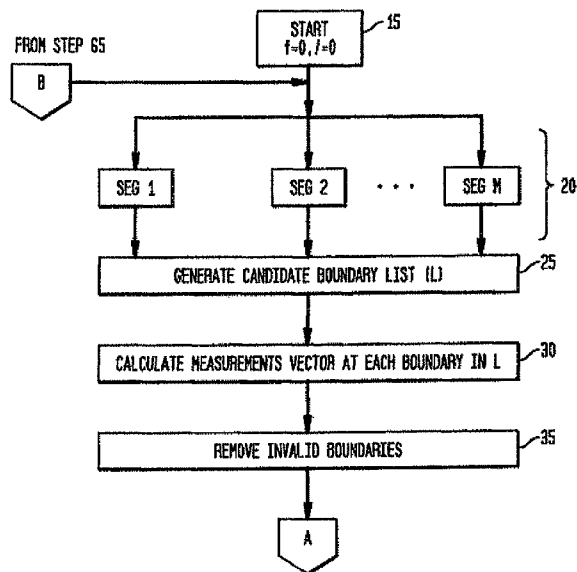 START
f=0, l=0
15
FROM STEP 65
B
SEG 1
SEG 2
...
SEG M
20
GENERATE CANDIDATE BOUNDARY LIST (L)
25
CALCULATE MEASUREMENTS VECTOR AT EACH BOUNDARY IN L
30
REMOVE INVALID BOUNDARIES
35
A